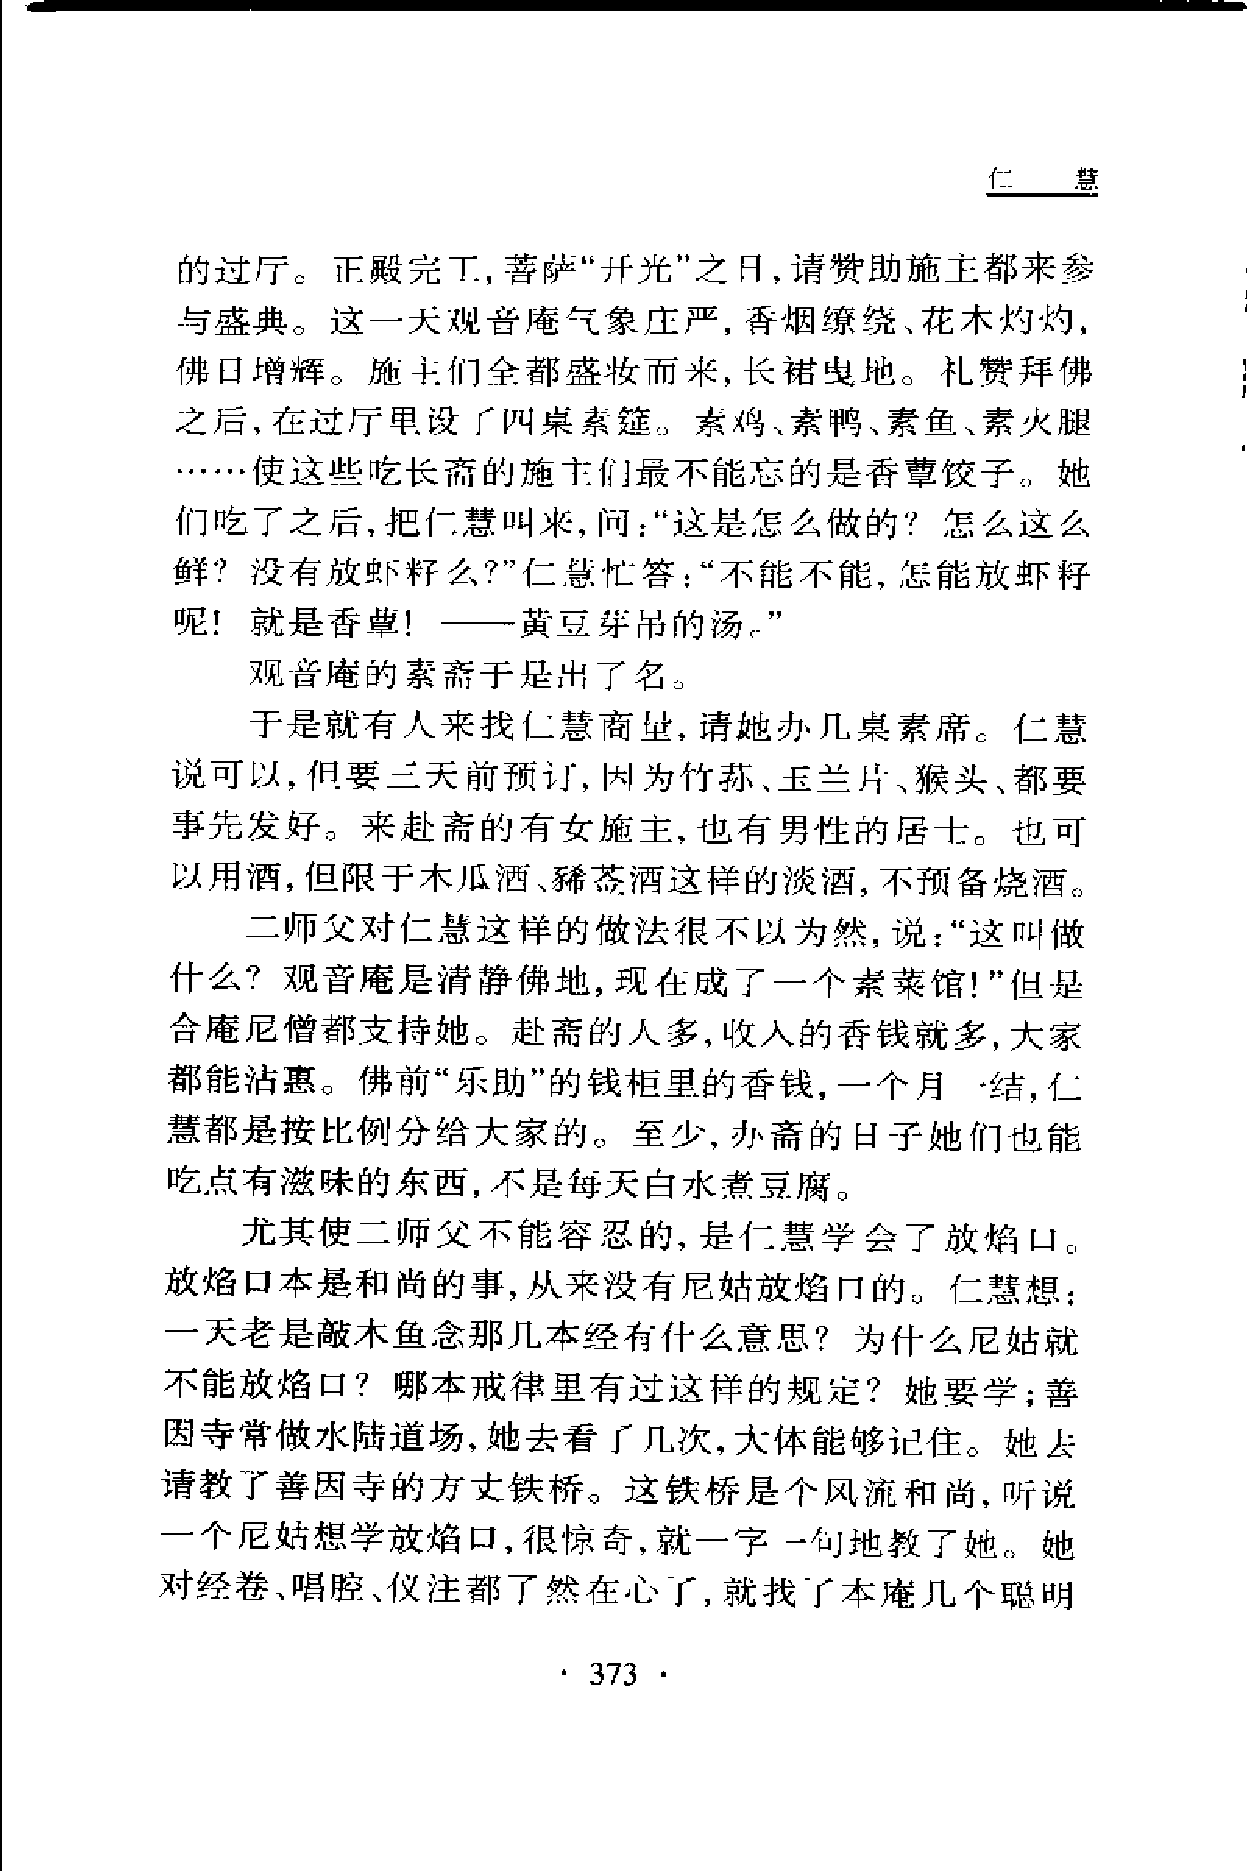 仁 慧
的过厅。正殿完工,菩萨“开光”之日,请赞助施主都来参
与盛典。这一天观音庵气象庄严,香烟缭绕、花木灼灼,
佛日增辉。施主们全都盛妆而来,长裙曳地。礼赞拜佛
之后,在过厅里设了四桌素筵。素鸡、素鸭、素鱼、素火腿
……使这些吃长斋的施主们最不能忘的是香蕈饺子。她
们吃了之后,把仁慧叫来,问:“这是怎么做的?怎么这么
鲜?没有放虾籽么?”仁慧忙答:“不能不能,怎能放虾籽
呢!就是香蕈!——黄豆芽吊的汤。”
观音庵的素斋于是出了名。
于是就有人来找仁慧商量,请她办几桌素席。仁慧
说可以,但要三天前预订,因为竹荪、玉兰片、猴头、都要
事先发好。来赴斋的有女施主,也有男性的居士。也可
以用酒,但限于木瓜酒、豨莶酒这样的淡酒,不预备烧酒。
二师父对仁慧这样的做法很不以为然,说:“这叫做
什么?观音庵是清静佛地,现在成了一个素菜馆!”但是
合庵尼僧都支持她。赴斋的人多,收入的香钱就多,大家
都能沾惠。佛前“乐助”的钱柜里的香钱,一个月一结,仁
慧都是按比例分给大家的。至少,办斋的日子她们也能
吃点有滋味的东西,不是每天白水煮豆腐。
尤其使二师父不能容忍的,是仁慧学会了放焰口。
放焰口本是和尚的事,从来没有尼姑放焰口的。仁慧想:
一天老是敲木鱼念那几本经有什么意思?为什么尼姑就
不能放焰口?哪本戒律里有过这样的规定?她要学;善
因寺常做水陆道场,她去看了几次,大体能够记住。她去
请教了善因寺的方丈铁桥。这铁桥是个风流和尚,听说
一个尼姑想学放焰口,很惊奇,就一字一句地教了她。她
对经卷、唱腔、仪注都了然在心了,就找了本庵几个聪明
· 373 ·